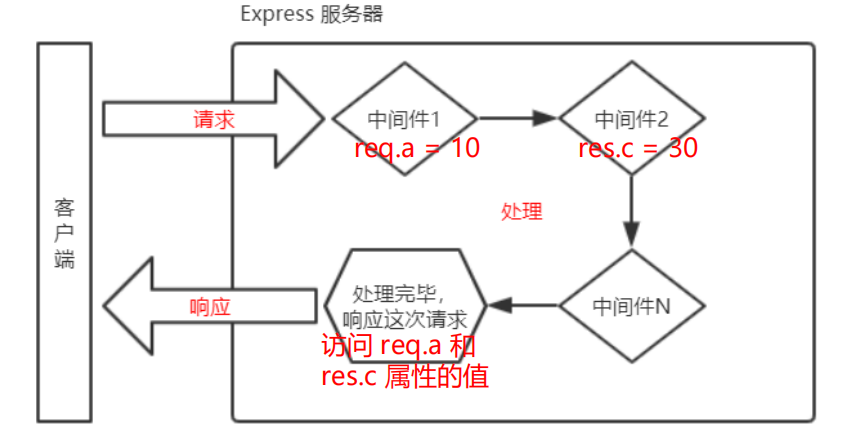 Express 服务器
客户端
请求
中间件1
req.a = 10
中间件2
res.c = 30
处理
中间件N
处理完毕，
响应这次请求
访问 req.a 和
res.c 属性的值
响应